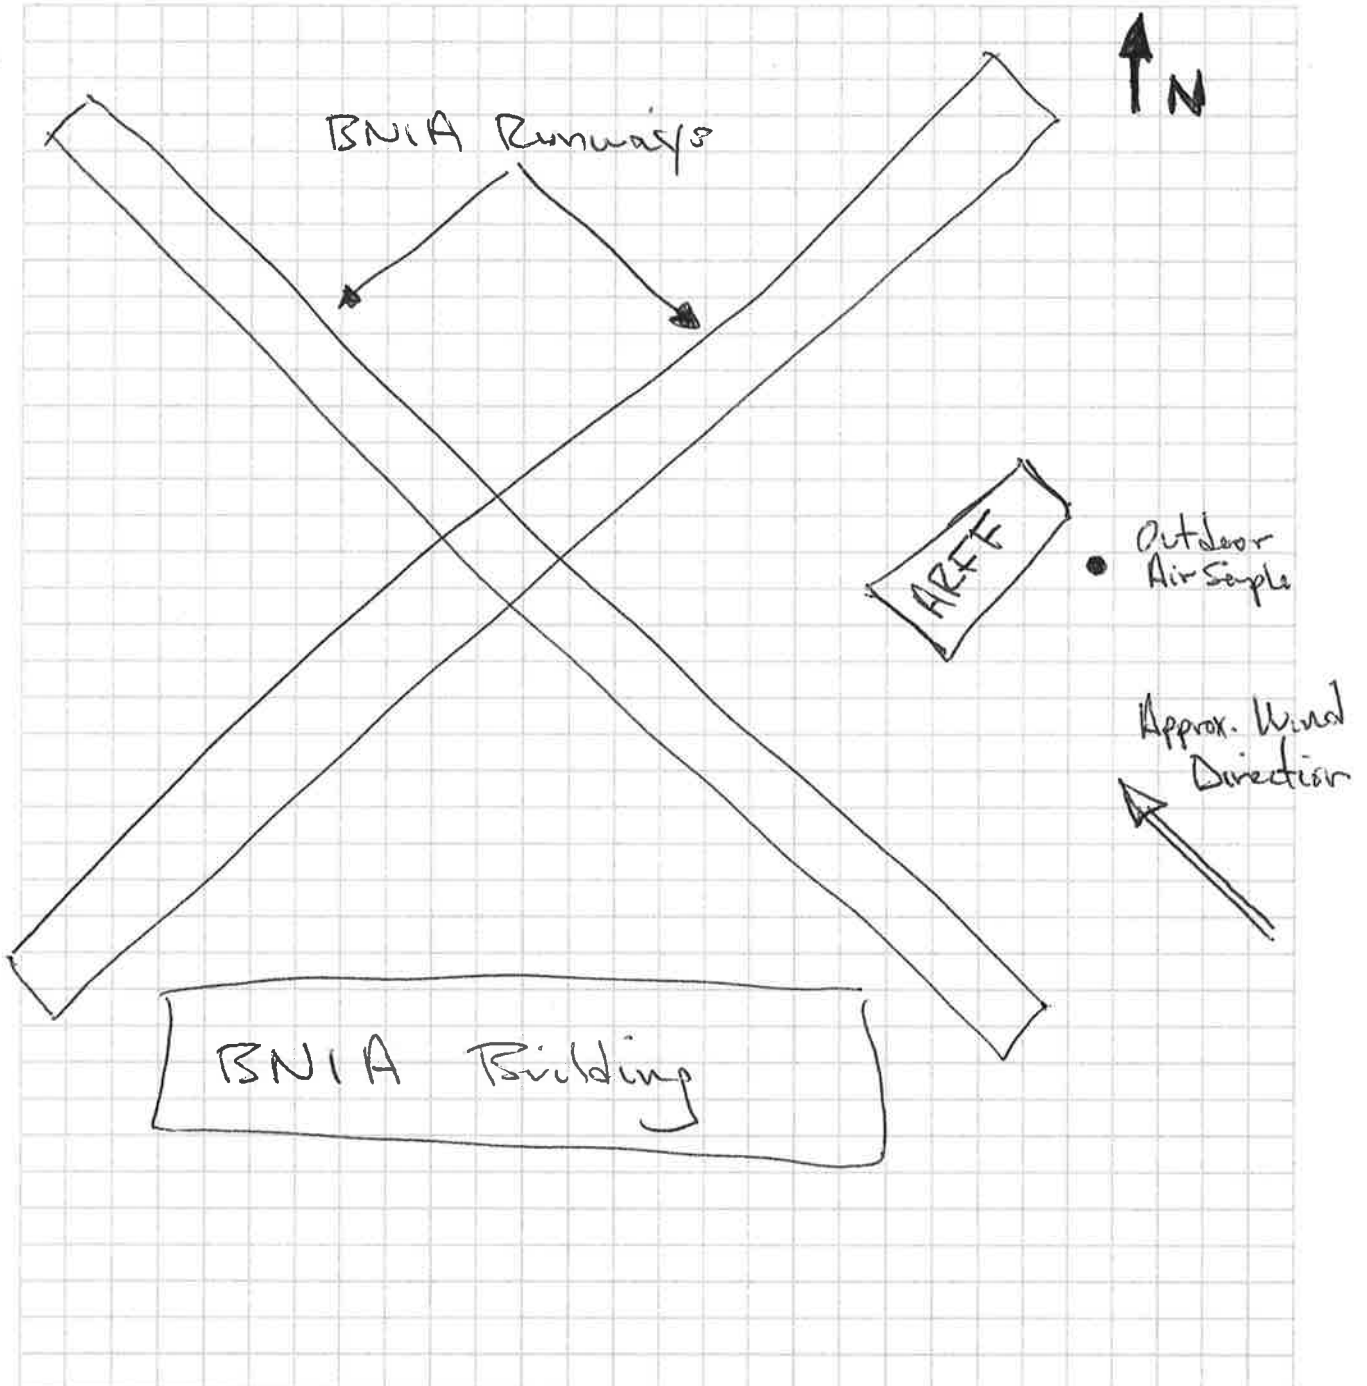 N
BNIA Runways
ARFF
Outdoor
Air Sample
Approx. Wind
Direction
BNIA Building